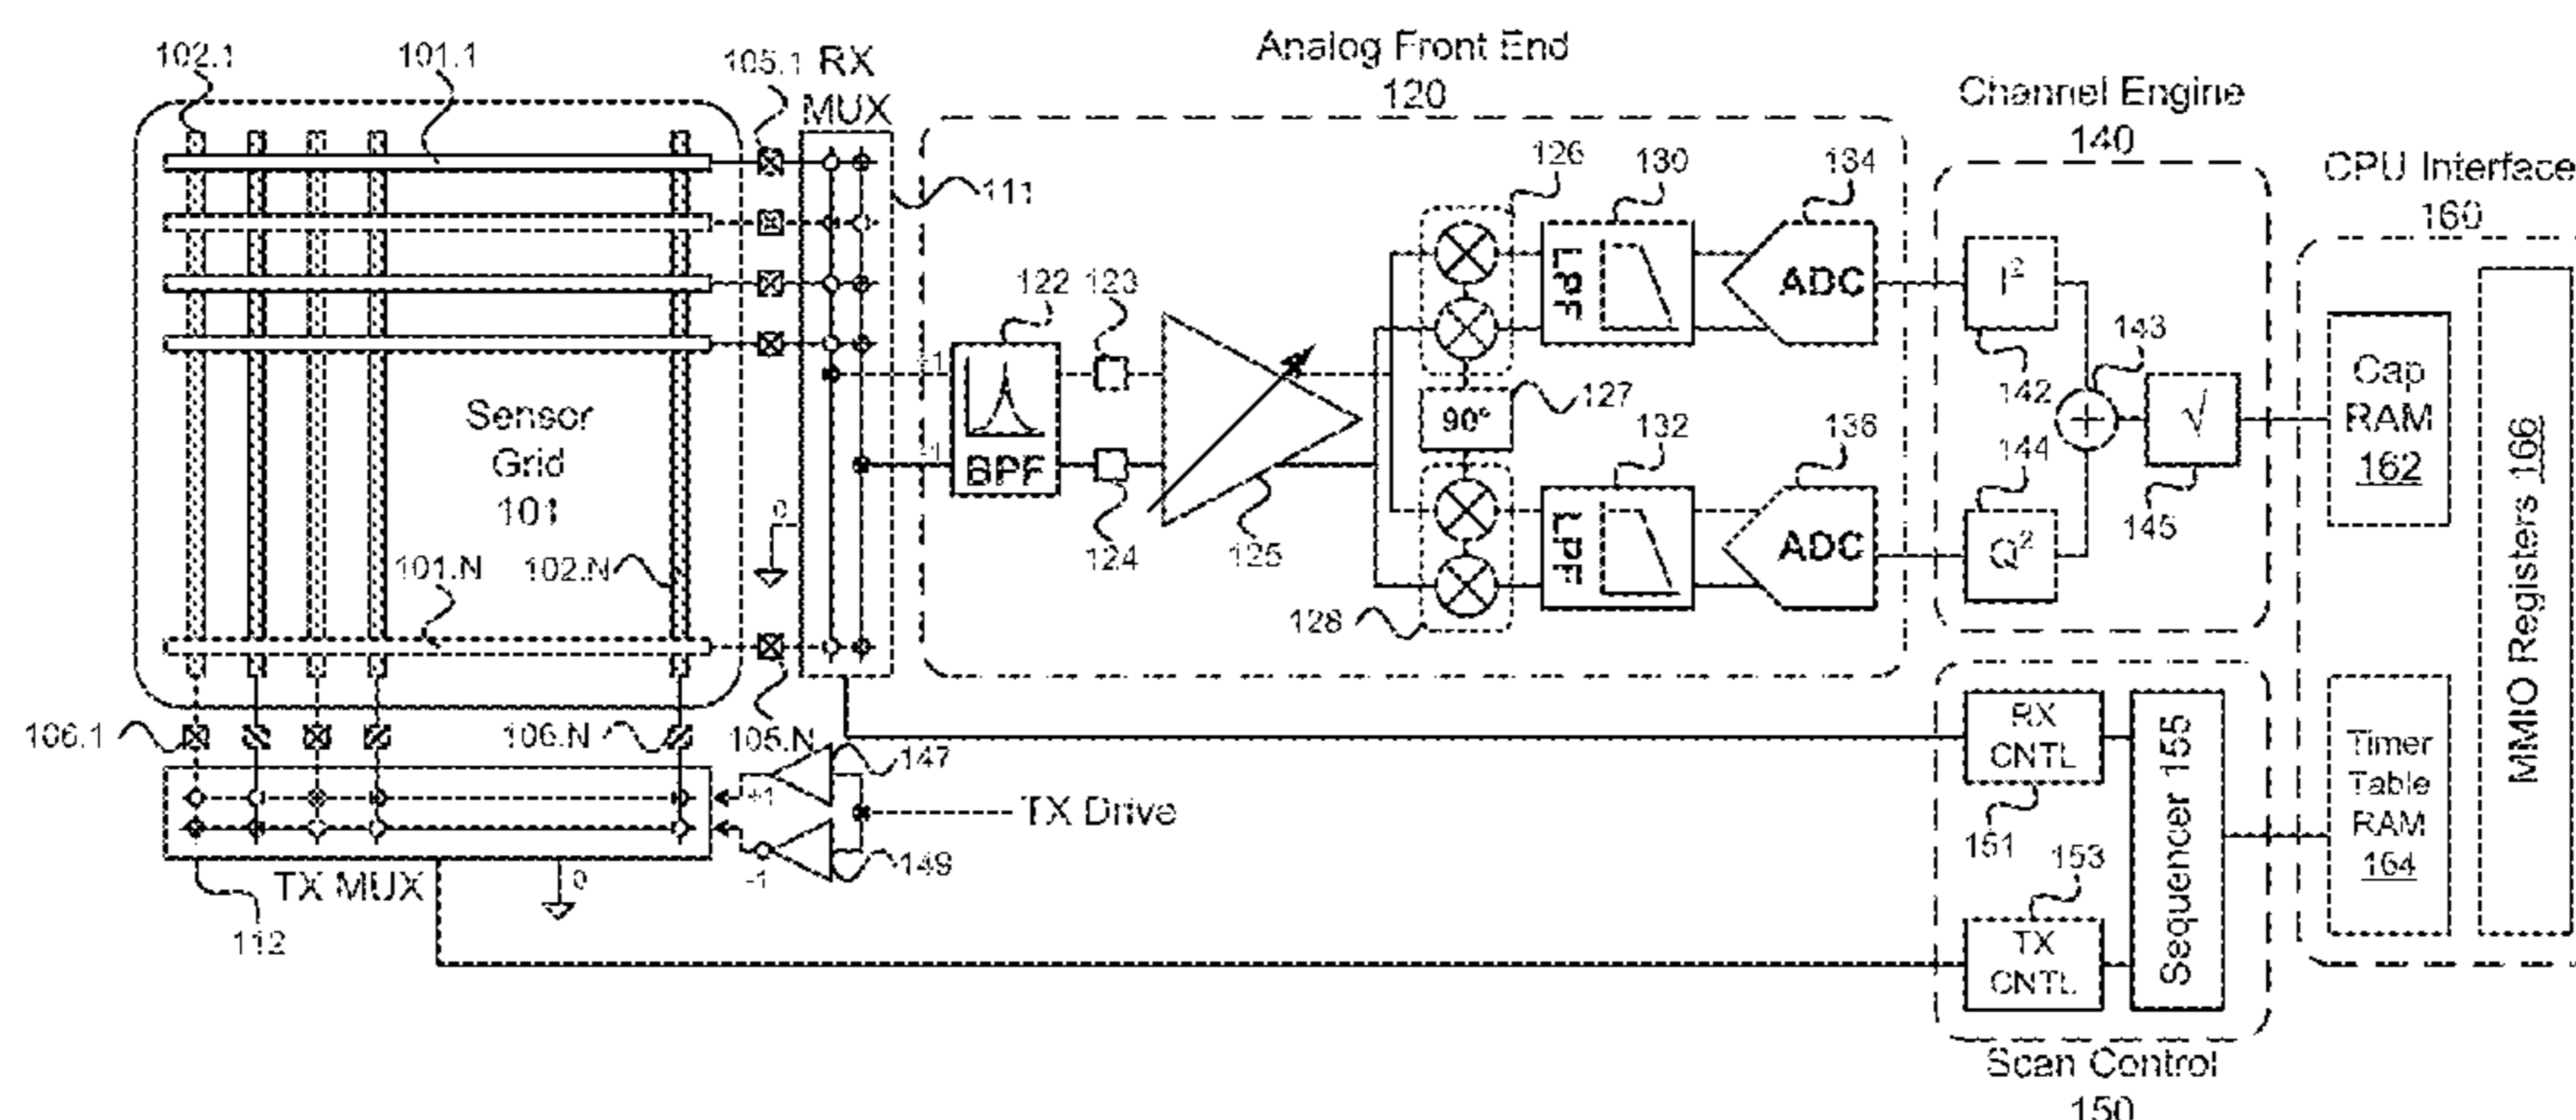 102.1
101.1
105.1
RX
MUX
111
Sensor
Grid
101
101.N
102.N
0
106.1
106.N
105.N
147
+1
-1
149
TX Drive
TX MUX
0
112
Analog Front End
120
+1
-1
122
BPF
123
124
125
126
90°
127
128
130
LPF
134
ADC
132
LPF
136
ADC
Channel Engine
140
I²
142
143
144
Q²
√
145
RX
CNTL
151
153
TX
CNTL
Sequencer 155
Scan Control
150
CPU Interface
160
Cap
RAM
162
Timer
Table
RAM
164
MMIO Registers 166